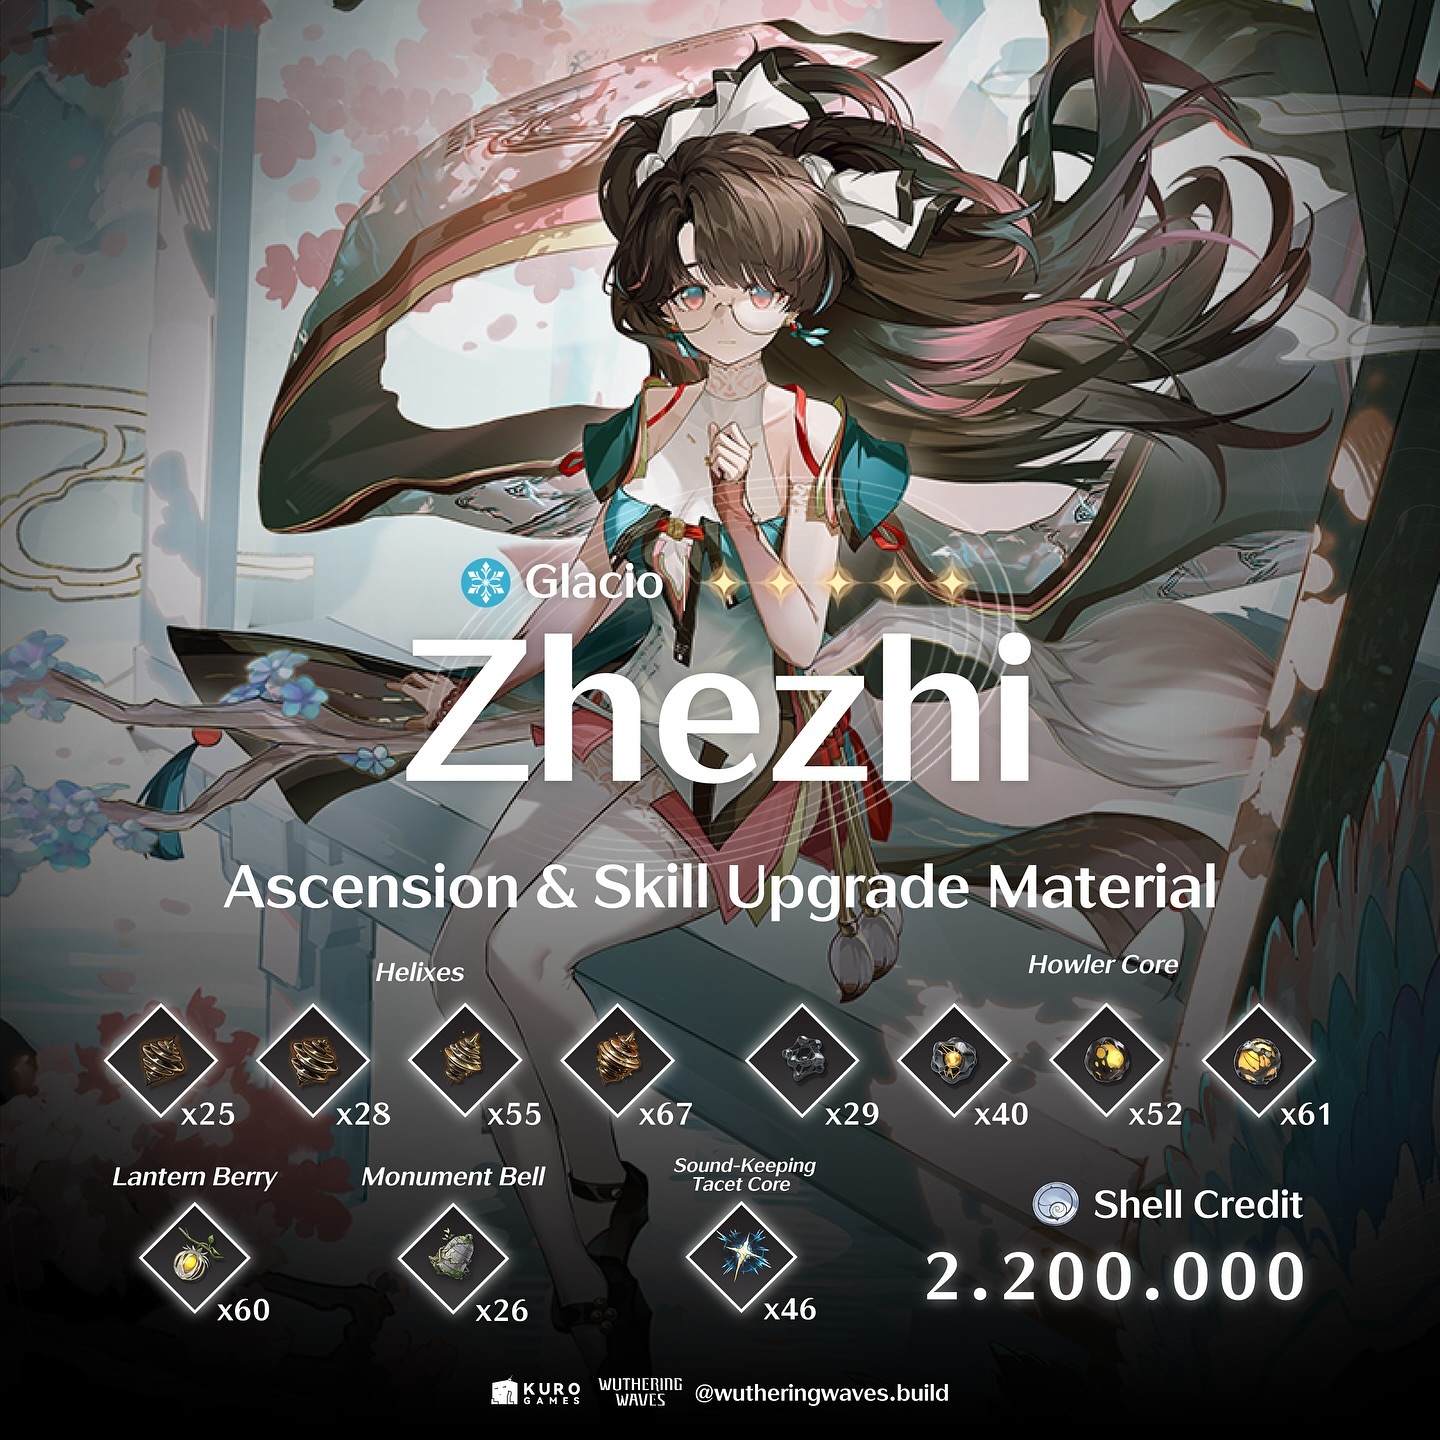 Glacio
Zhezhi
Ascension & Skill Upgrade Material
Helixes
Howler Core
x25 x28 x55 x67 x29 x40 x52 x61
Lantern Berry
Monument Bell
Sound-Keeping
Tacet Core
Shell Credit
x60 x26 x46
2.200.000
KURO
GAMES
WUTHERING
WAVES
@wutheringwaves.build